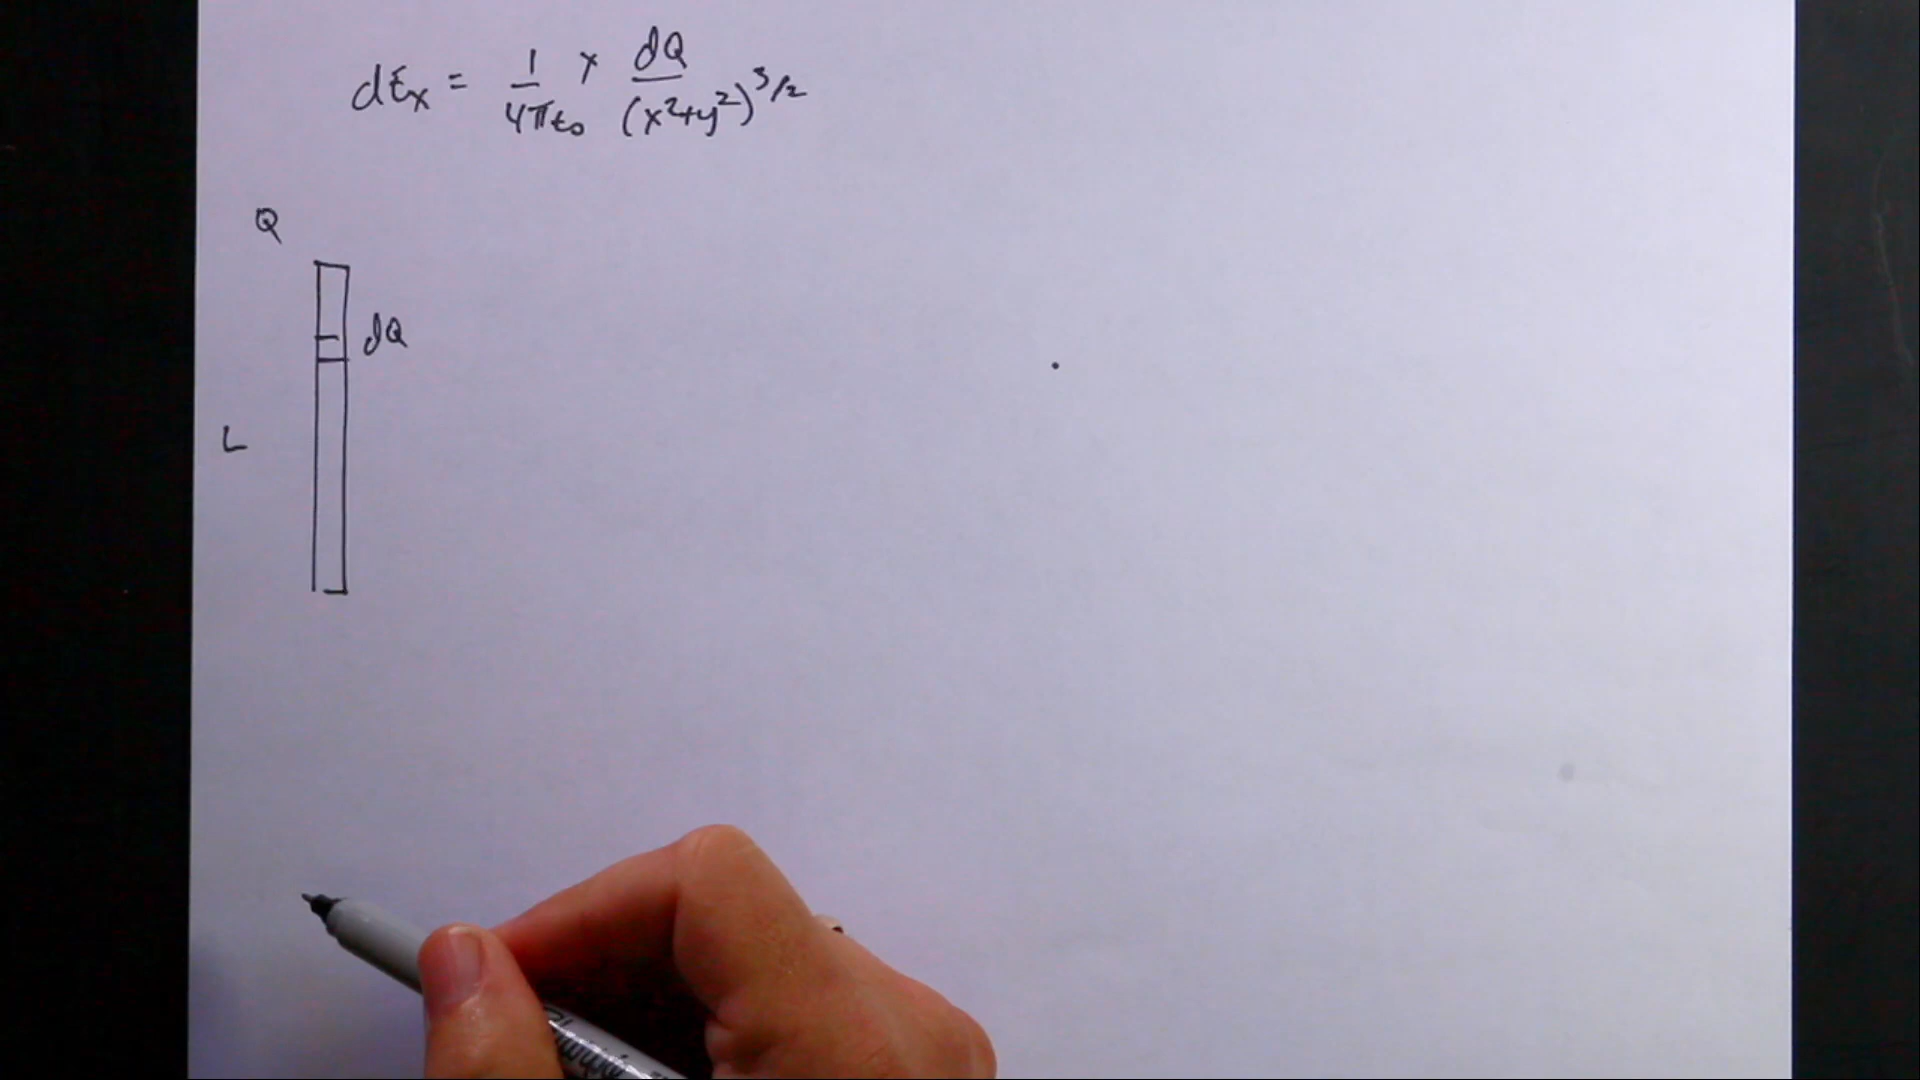 dEx = 1/4πε₀ x dQ/(x²+y²)^3/2
Q
dQ
L